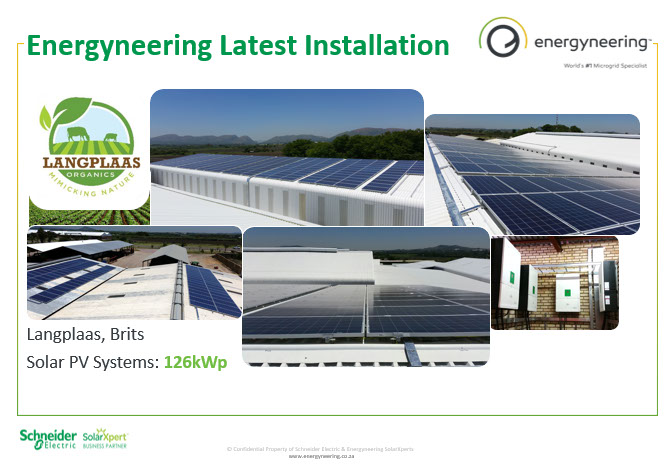 Energyneering Latest Installation
energyneering™
World's #1 Microgrid Specialist
LANGPLAAS
ORGANICS
MIMICKING NATURE
Langplaas, Brits
Solar PV Systems: 126kWp
Schneider
Electric
SolarXpert
BUSINESS PARTNER
© Confidential Property of Schneider Electric & Energyneering SolarXperts
www.energyneering.co.za